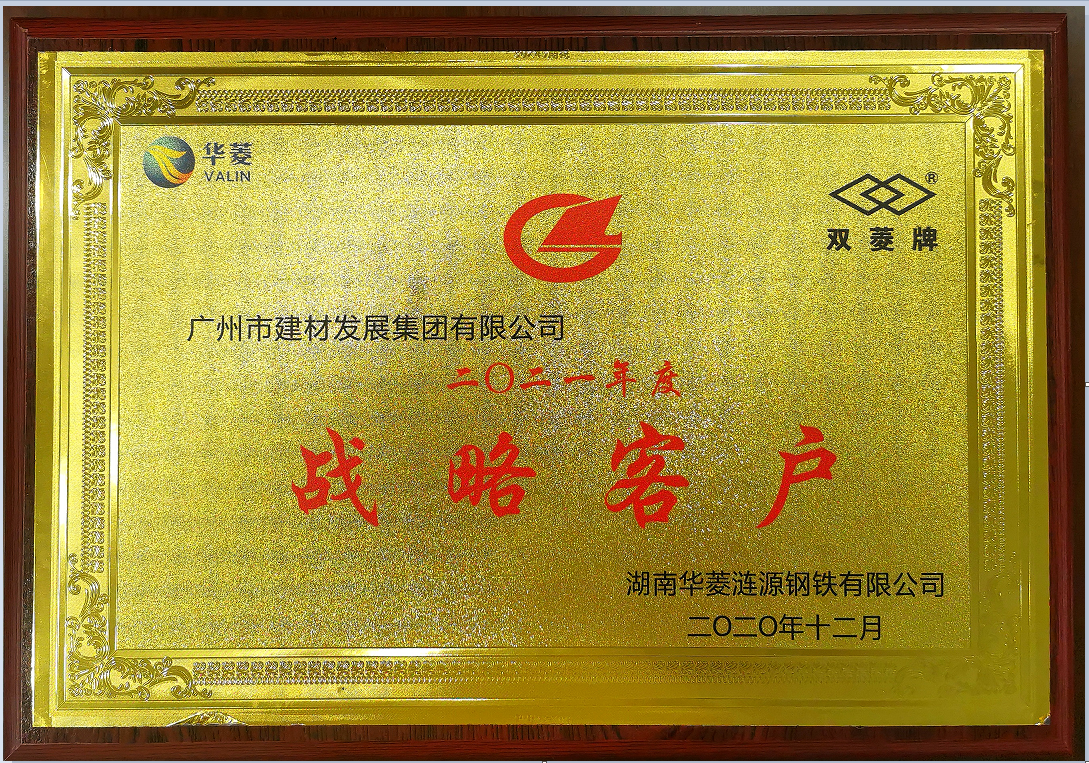 华菱
VALIN
®
双菱牌
广州市建材发展集团有限公司
二〇二一年度
战略客户
湖南华菱涟源钢铁有限公司
二〇二〇年十二月